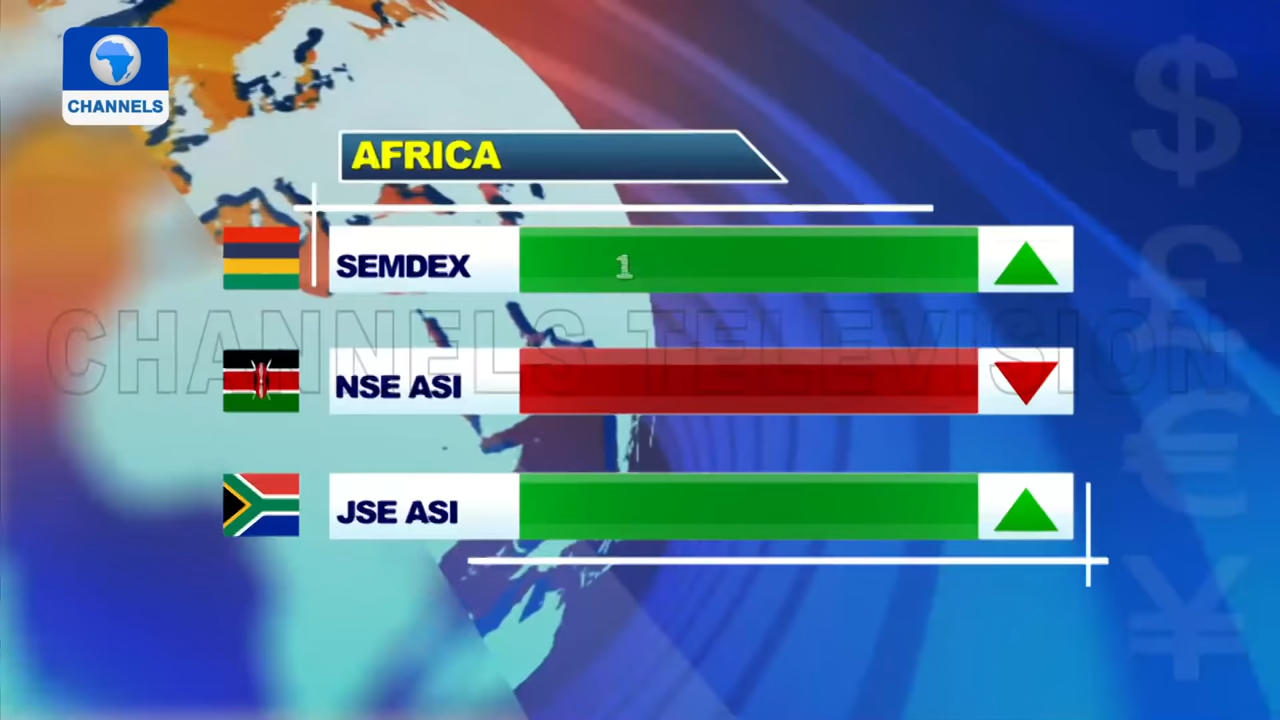 CHANNELS
AFRICA
SEMDEX
1
CHANNELS TELEVISION
NSE ASI
JSE ASI
$
£
€
¥